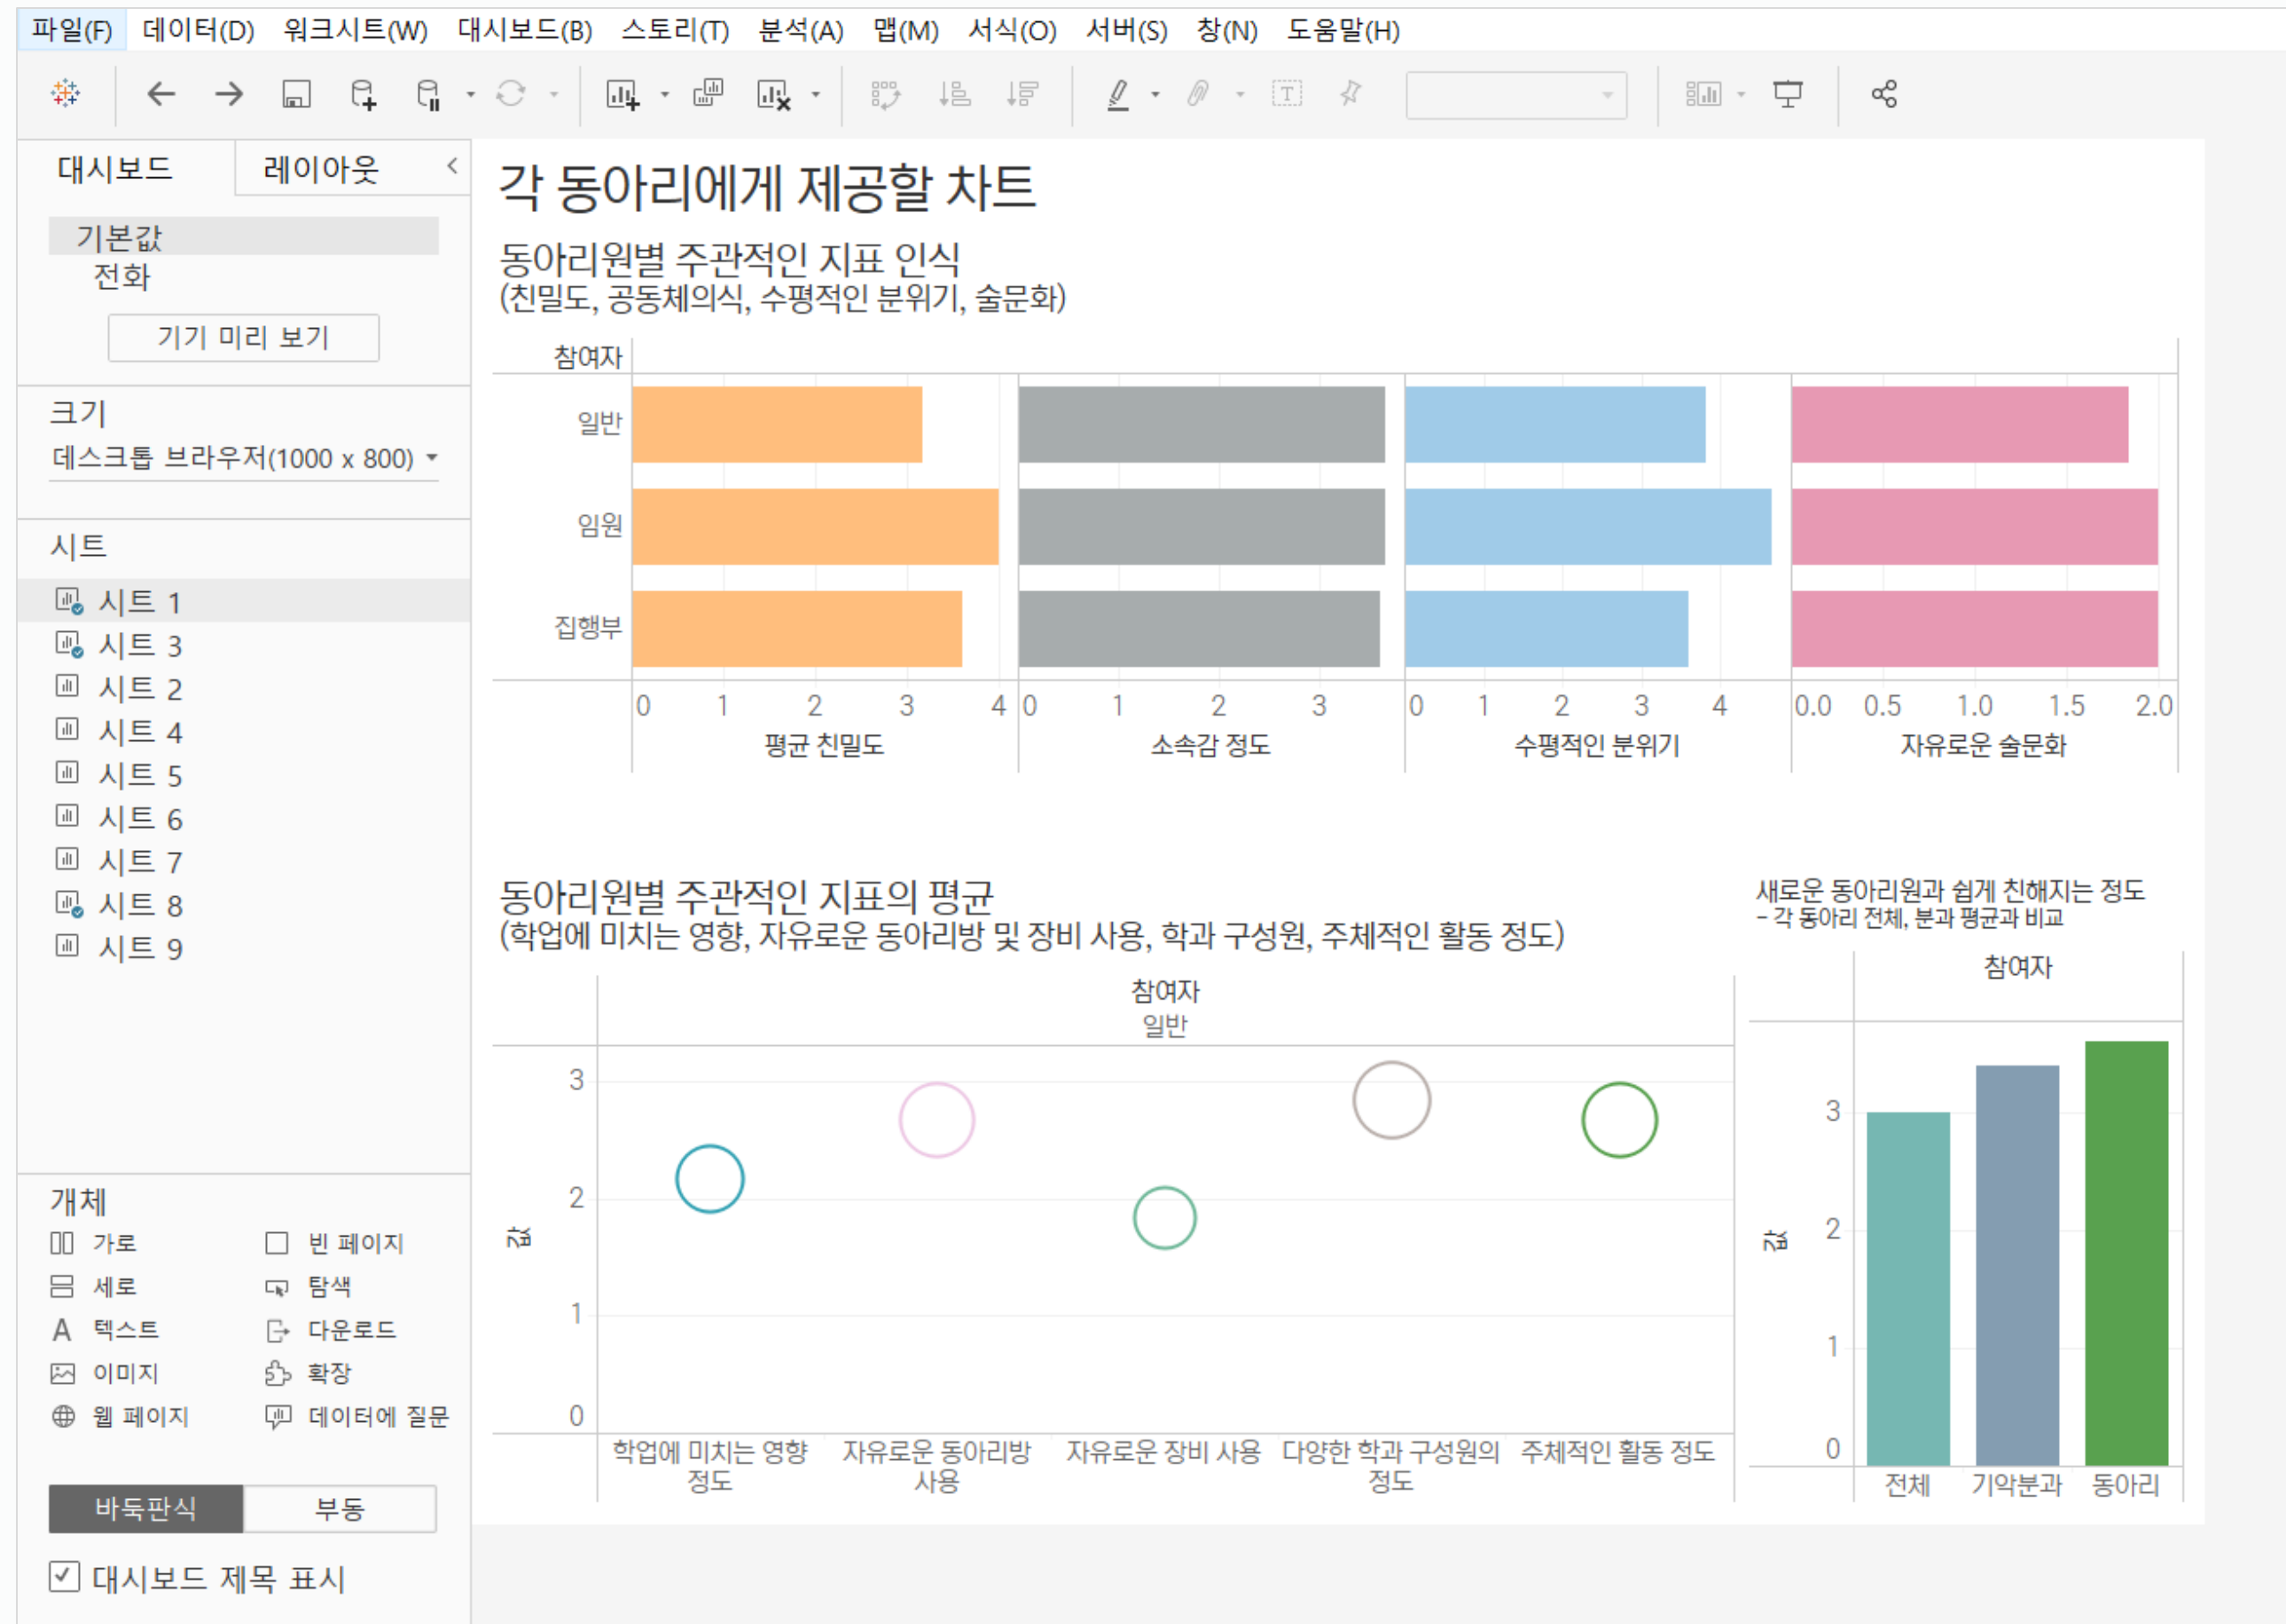 파일(F) 데이터(D) 워크시트(W) 대시보드(B) 스토리(T) 분석(A) 맵(M) 서식(O) 서버(S) 창(N) 도움말(H)
대시보드 레이아웃
기본값
전화
기기 미리 보기
크기
데스크톱 브라우저(1000 x 800)
시트
시트 1
시트 3
시트 2
시트 4
시트 5
시트 6
시트 7
시트 8
시트 9
개체
가로 빈 페이지
세로 탐색
A 텍스트 다운로드
이미지 확장
웹 페이지 데이터에 질문
바둑판식 부동
대시보드 제목 표시
각 동아리에게 제공할 차트
동아리원별 주관적인 지표 인식
(친밀도, 공동체의식, 수평적인 분위기, 술문화)
참여자
일반
임원
집행부
0 1 2 3 4 0 1 2 3 0 1 2 3 4 0.0 0.5 1.0 1.5 2.0
평균 친밀도 소속감 정도 수평적인 분위기 자유로운 술문화
동아리원별 주관적인 지표의 평균
(학업에 미치는 영향, 자유로운 동아리방 및 장비 사용, 학과 구성원, 주체적인 활동 정도)
참여자
일반
3
2
1
0
값
학업에 미치는 영향 자유로운 동아리방 자유로운 장비 사용 다양한 학과 구성원의 주체적인 활동 정도
정도 사용 정도
새로운 동아리원과 쉽게 친해지는 정도
- 각 동아리 전체, 분과 평균과 비교
참여자
3
2
1
0
값
전체 기악분과 동아리